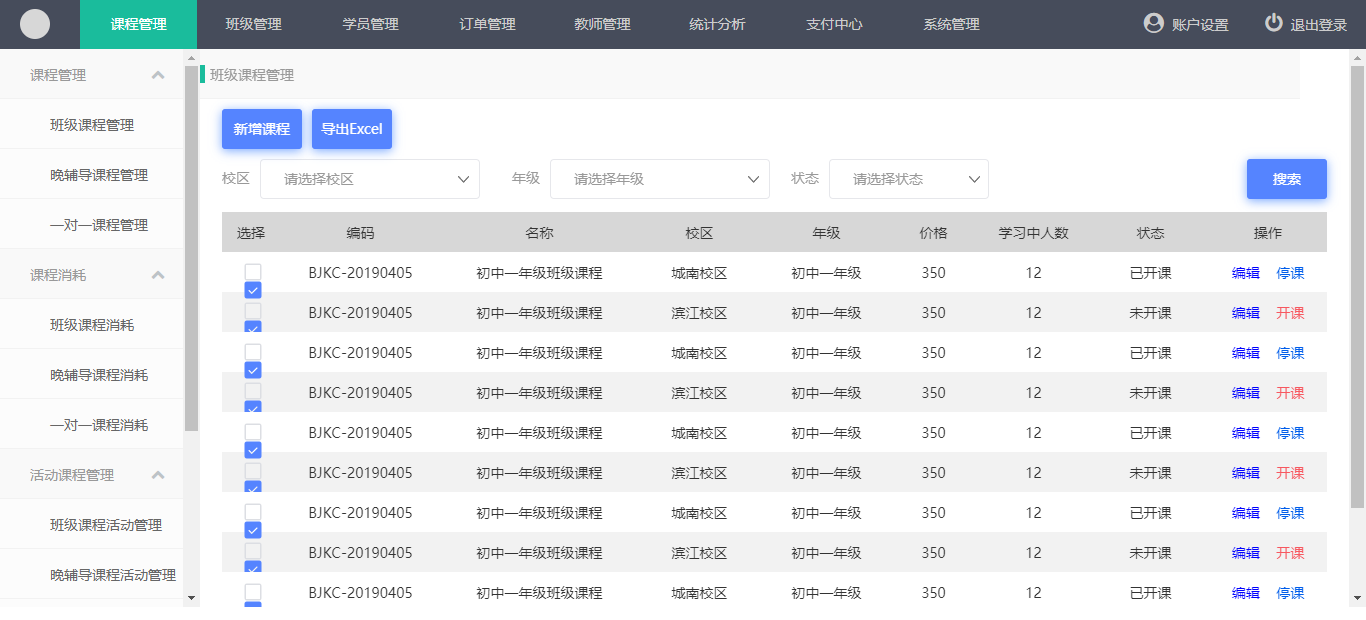 课程管理 班级管理 学员管理 订单管理 教师管理 统计分析 支付中心 系统管理 账户设置 退出登录
课程管理
班级课程管理
晚辅导课程管理
一对一课程管理
课程消耗
班级课程消耗
晚辅导课程消耗
一对一课程消耗
活动课程管理
班级课程活动管理
晚辅导课程活动管理
班级课程管理
新增课程 导出Excel
校区 请选择校区 年级 请选择年级 状态 请选择状态 搜索
选择 编码 名称 校区 年级 价格 学习中人数 状态 操作
BJKC-20190405 初中一年级班级课程 城南校区 初中一年级 350 12 已开课 编辑 停课
BJKC-20190405 初中一年级班级课程 滨江校区 初中一年级 350 12 未开课 编辑 开课
BJKC-20190405 初中一年级班级课程 城南校区 初中一年级 350 12 已开课 编辑 停课
BJKC-20190405 初中一年级班级课程 滨江校区 初中一年级 350 12 未开课 编辑 开课
BJKC-20190405 初中一年级班级课程 城南校区 初中一年级 350 12 已开课 编辑 停课
BJKC-20190405 初中一年级班级课程 滨江校区 初中一年级 350 12 未开课 编辑 开课
BJKC-20190405 初中一年级班级课程 城南校区 初中一年级 350 12 已开课 编辑 停课
BJKC-20190405 初中一年级班级课程 滨江校区 初中一年级 350 12 未开课 编辑 开课
BJKC-20190405 初中一年级班级课程 城南校区 初中一年级 350 12 已开课 编辑 停课